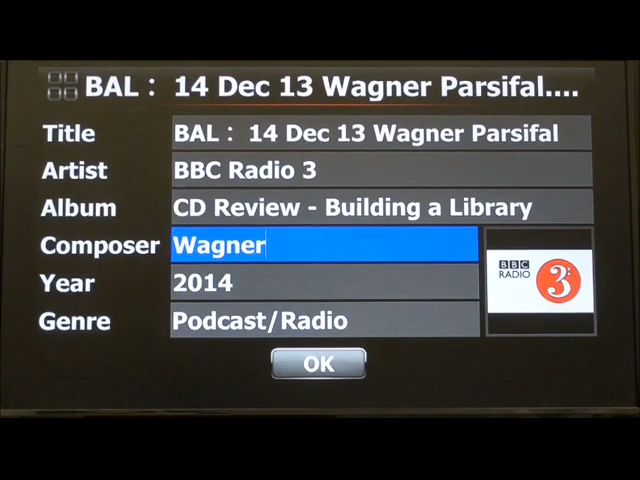 BAL : 14 Dec 13 Wagner Parsifal....
Title BAL : 14 Dec 13 Wagner Parsifal
Artist BBC Radio 3
Album CD Review - Building a Library
Composer Wagner
BBC
RADIO 3
Year 2014
Genre Podcast/Radio
OK